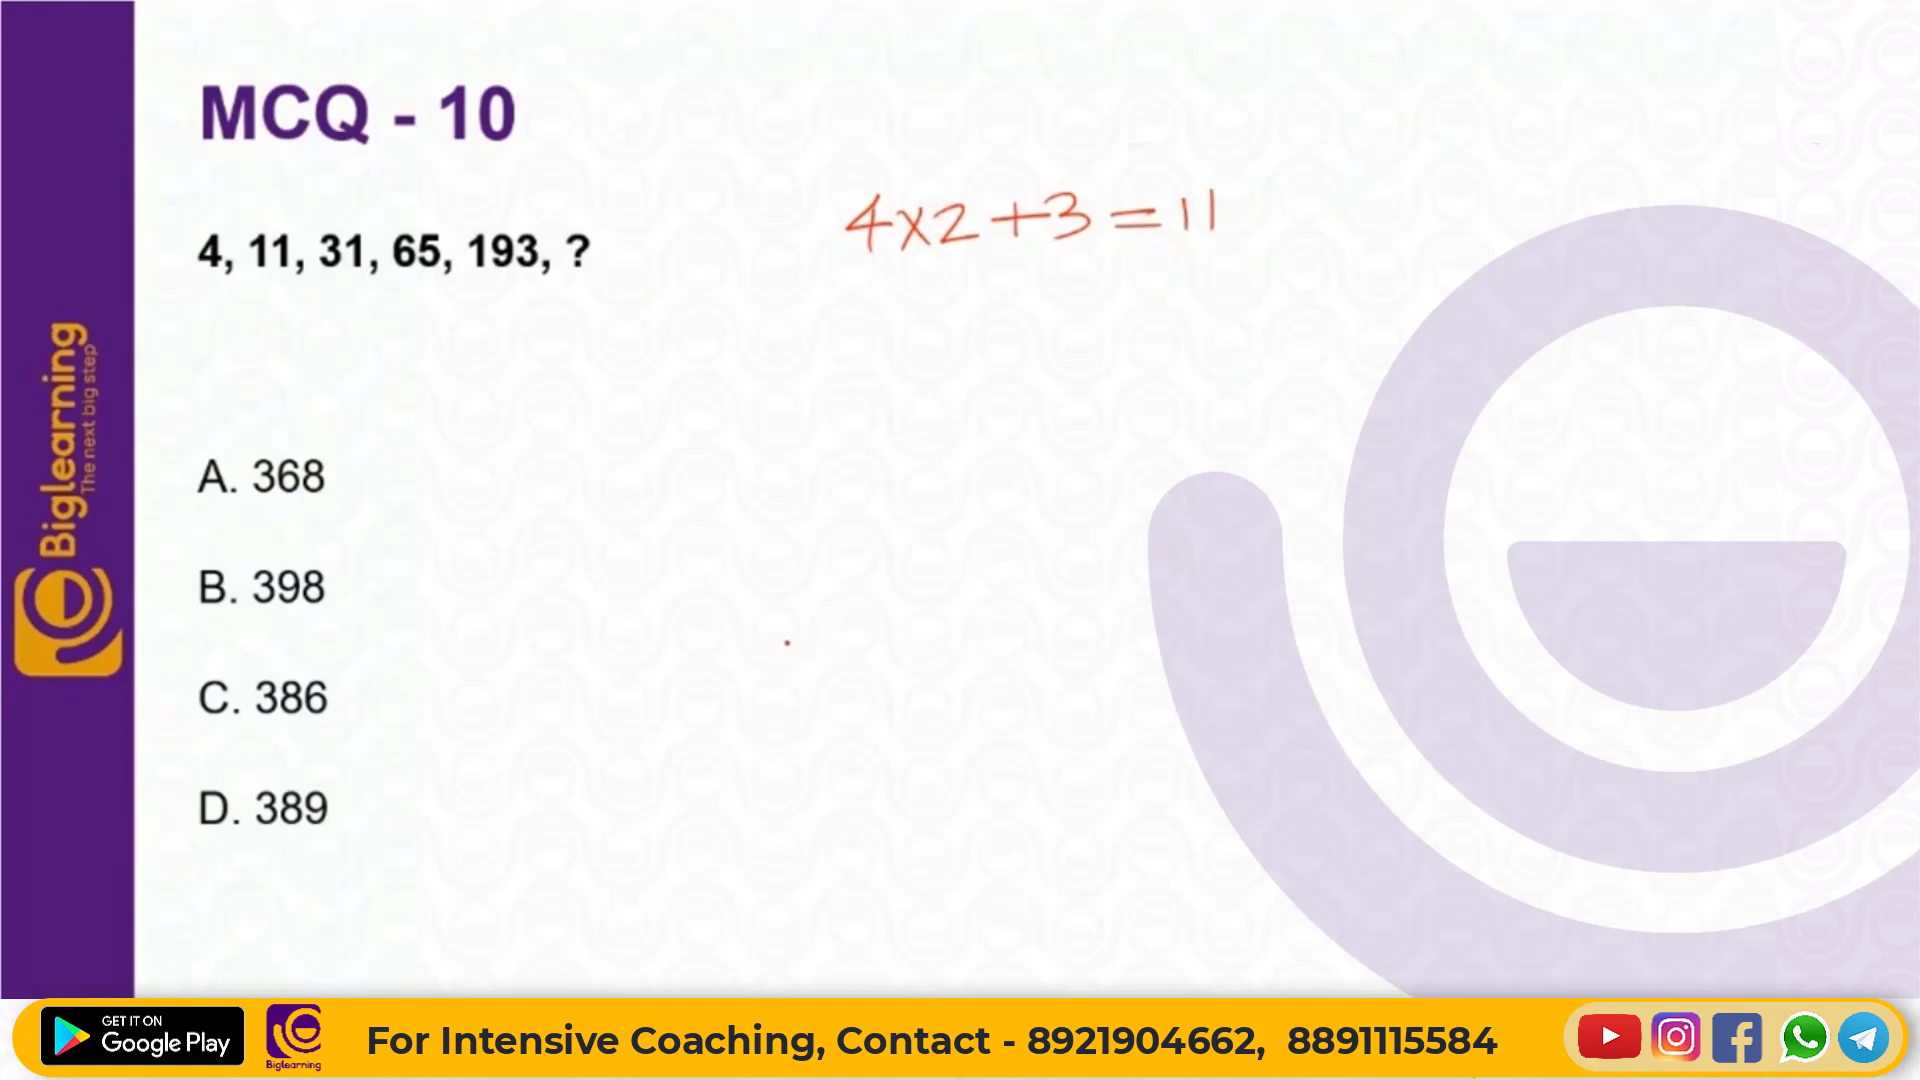 MCQ - 10
4x2+3=11
4, 11, 31, 65, 193, ?
A. 368
B. 398
C. 386
D. 389
Biglearning
The next big step
GET IT ON
Google Play
Biglearning
For Intensive Coaching, Contact - 8921904662, 8891115584